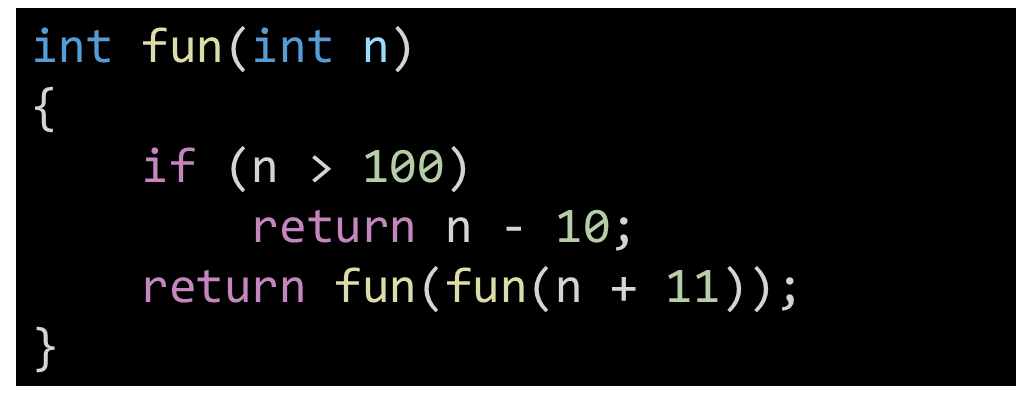 int fun(int n)
{
    if (n > 100)
        return n - 10;
    return fun(fun(n + 11));
}